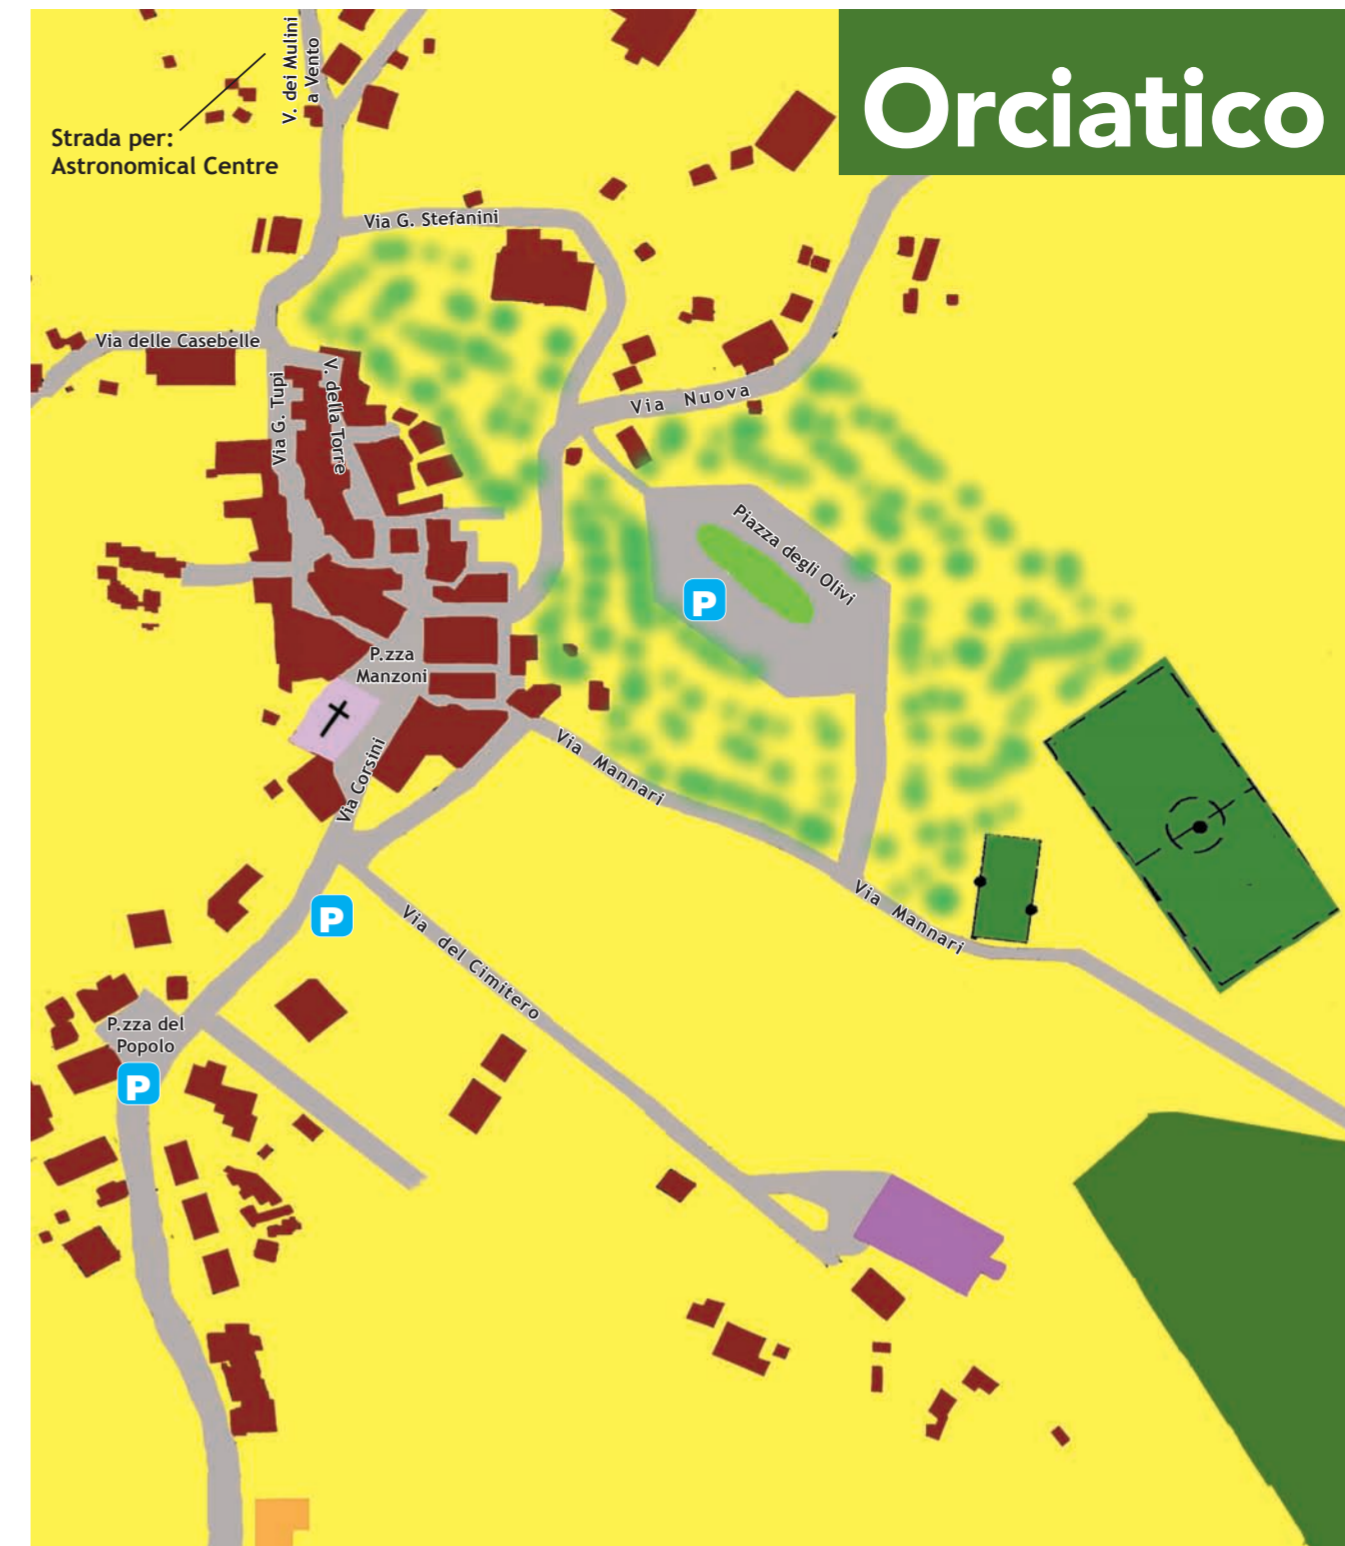 Orciatico
V. dei Mulini
a Vento
Strada per:
Astronomical Centre
Via G. Stefanini
Via delle Casebelle
Via G. Tupi
V. della Torre
Via Nuova
Piazza degli Olivi
P
P.zza
Manzoni
Via Corsini
Via Mannari
Via Mannari
P
Via del Cimitero
P.zza del
Popolo
P